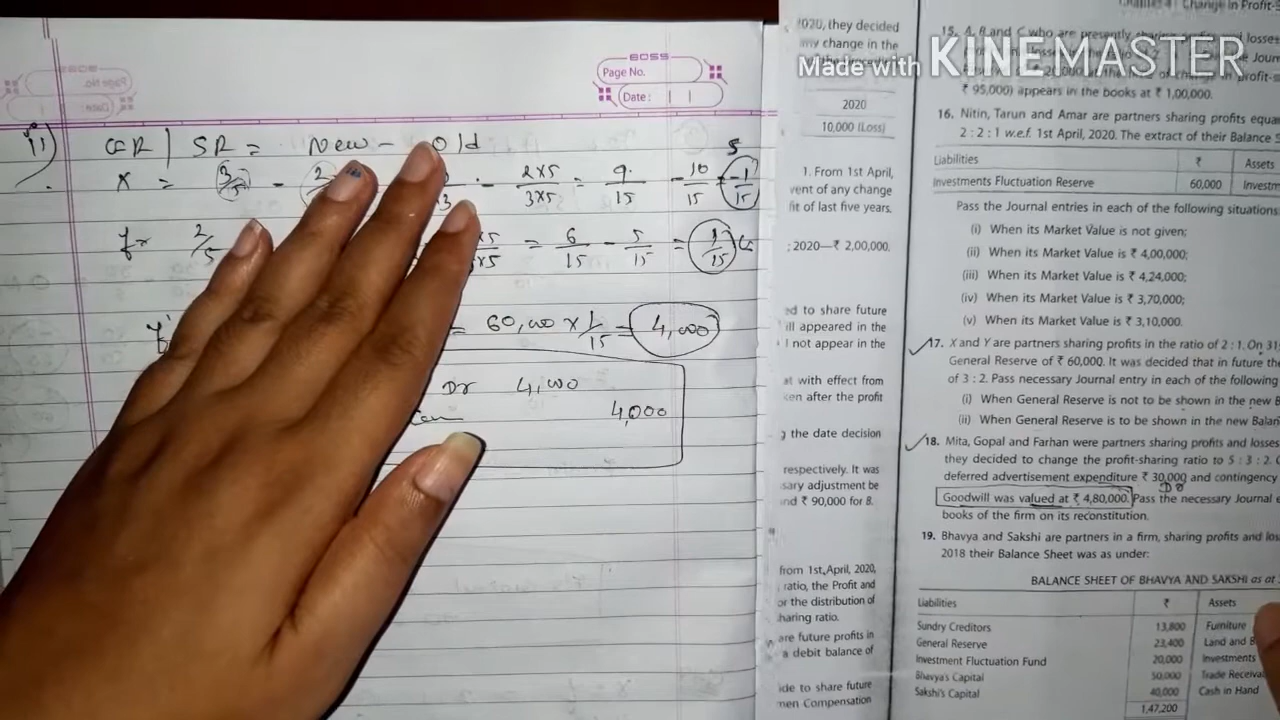 BOSS
Page No.
Date :
ii) GR | SR = New - Old
X = 3/5 - 2 - 2x5/3x5 = 9/15 - 10/15 = -1/15 S
Yr 2/5 x5/x5 = 6/15 - 5/15 = 1/15 G
= 60,000 x 1/15 = 4,000
Dr 4,000
4,000
2020, they decided
any change in the
2020
10,000 (Loss)
1. From 1st April,
vent of any change
fit of last five years.
; 2020—₹ 2,00,000.
ed to share future
ill appeared in the
l not appear in the
at with effect from
ken after the profit
g the date decision
respectively. It was
sary adjustment be
and ₹ 90,000 for B.
from 1st April, 2020,
ratio, the Profit and
or the distribution of
haring ratio.
are future profits in
a debit balance of
ide to share future
men Compensation
Change in Profit-S
Made with KINEMASTER
15. A, B and C who are presently sharing losses
₹ 95,000) appears in the books at ₹ 1,00,000.
16. Nitin, Tarun and Amar are partners sharing profits equa
2 : 2 : 1 w.e.f. 1st April, 2020. The extract of their Balance
Liabilities ₹ Assets
Investments Fluctuation Reserve 60,000 Investm
Pass the Journal entries in each of the following situations
(i) When its Market Value is not given;
(ii) When its Market Value is ₹ 4,00,000;
(iii) When its Market Value is ₹ 4,24,000;
(iv) When its Market Value is ₹ 3,70,000;
(v) When its Market Value is ₹ 3,10,000.
17. X and Y are partners sharing profits in the ratio of 2 : 1. On 31
General Reserve of ₹ 60,000. It was decided that in future the
of 3 : 2. Pass necessary Journal entry in each of the following
(i) When General Reserve is not to be shown in the new B
(ii) When General Reserve is to be shown in the new Balan
18. Mita, Gopal and Farhan were partners sharing profits and losses
they decided to change the profit-sharing ratio to 5 : 3 : 2.
deferred advertisement expenditure ₹ 30,000 and contingency
Goodwill was valued at ₹ 4,80,000. Pass the necessary Journal e
books of the firm on its reconstitution.
19. Bhavya and Sakshi are partners in a firm, sharing profits and los
2018 their Balance Sheet was as under:
BALANCE SHEET OF BHAVYA AND SAKSHI as at
Liabilities ₹ Assets
Sundry Creditors 13,800 Furniture
General Reserve 23,400 Land and B
Investment Fluctuation Fund 20,000 Investments
Bhavya's Capital 50,000 Trade Receiva
Sakshi's Capital 40,000 Cash in Hand
1,47,200